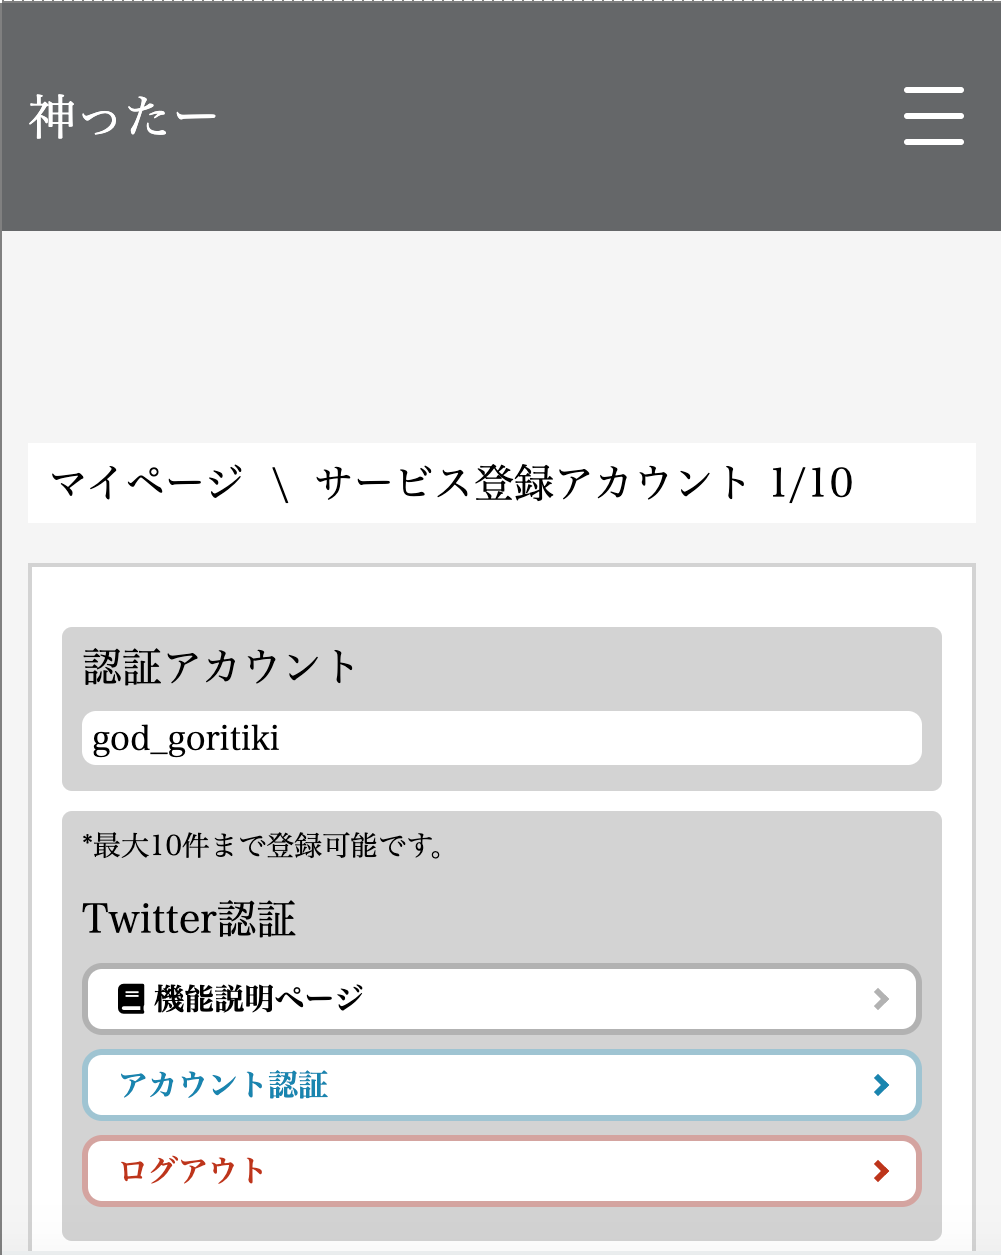 神ったー
マイページ \ サービス登録アカウント 1/10
認証アカウント
god_goritiki
*最大10件まで登録可能です。
Twitter認証
機能説明ページ
アカウント認証
ログアウト